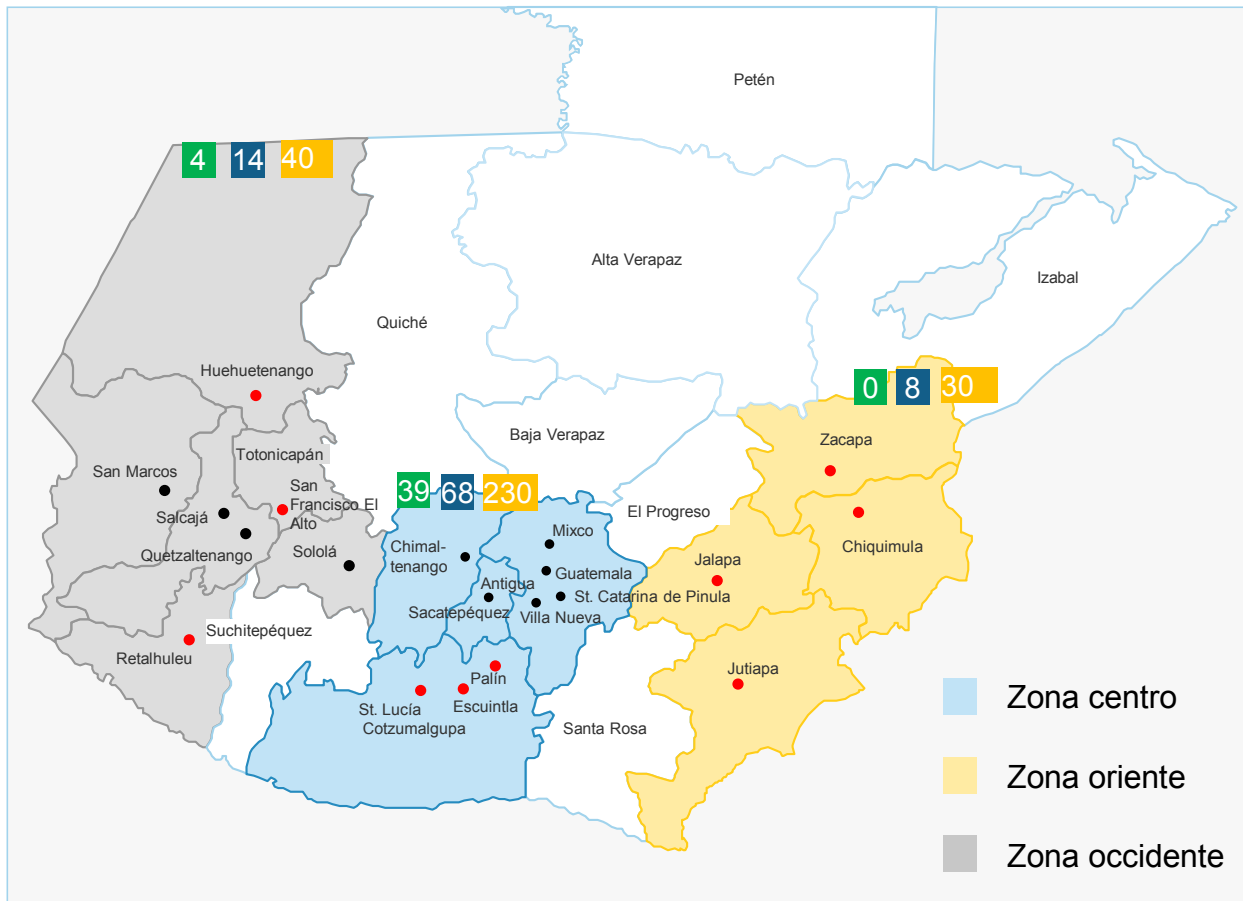 Petén
4 14 40
Alta Verapaz
Izabal
Quiché
Huehuetenango
0 8 30
Baja Verapaz
Zacapa
Totonicapán
San Marcos
San
Francisco El
Alto
39 68 230
Salcajá
El Progreso
Mixco
Quetzaltenango
Sololá
Chimal-
tenango
Chiquimula
Jalapa
Antigua
Guatemala
St. Catarina de Pinula
Sacatepéquez
Villa Nueva
Suchitepéquez
Retalhuleu
Palín
Jutiapa
Escuintla
St. Lucía
Cotzumalgupa
Santa Rosa
Zona centro
Zona oriente
Zona occidente